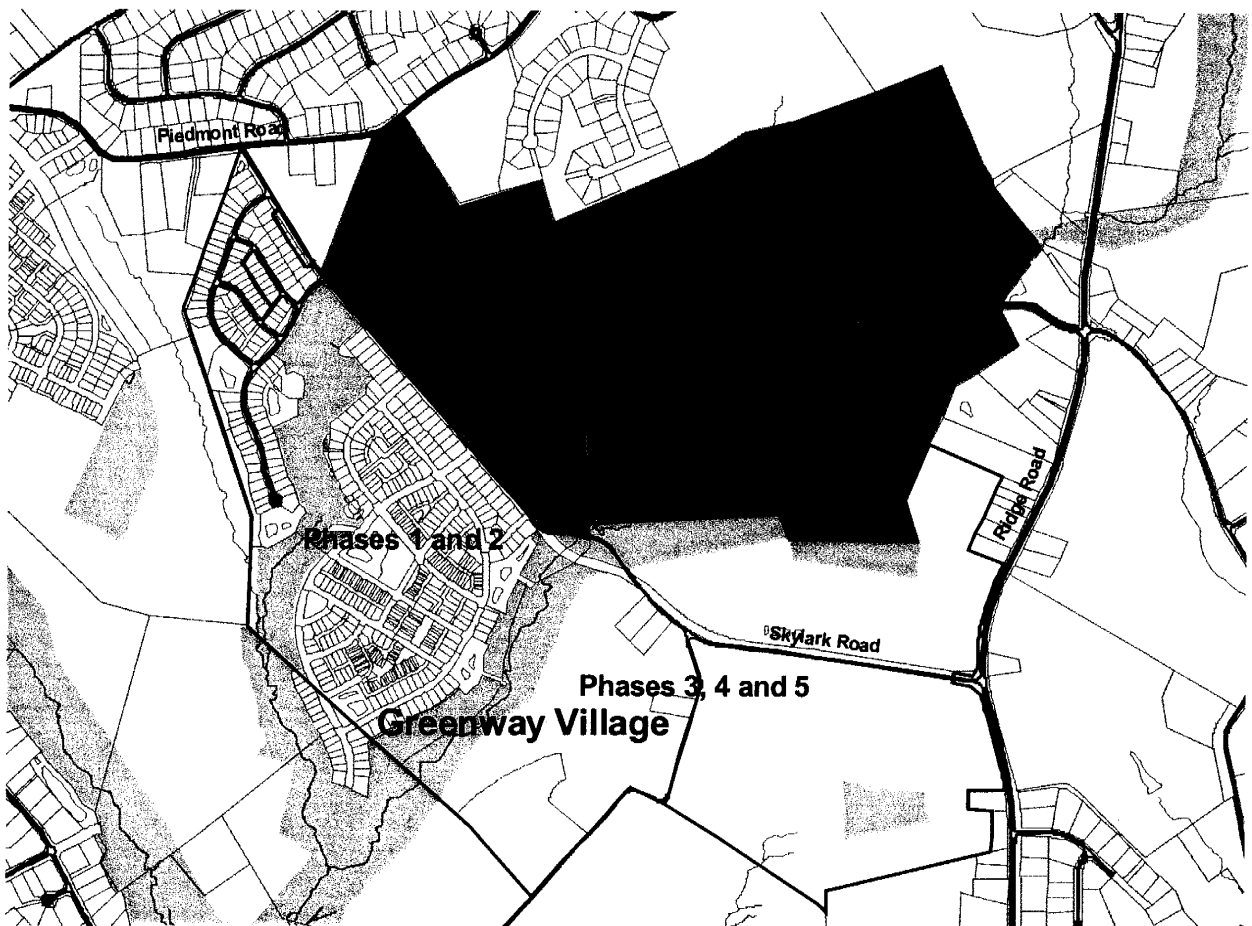 Piedmont Road
Ridge Road
Phases 1 and 2
Skylark Road
Phases 3, 4 and 5
Greenway Village